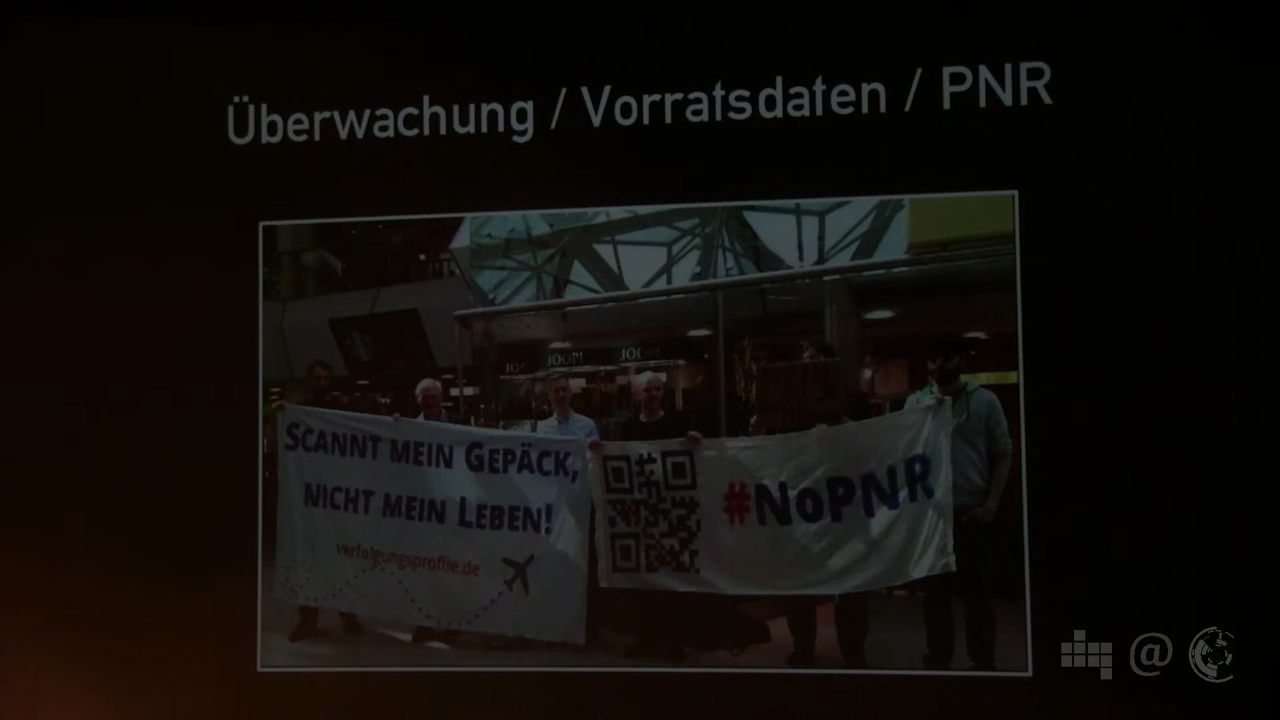 Überwachung / Vorratsdaten / PNR
JOOP! JOOP!
SCANNT MEIN GEPÄCK,
NICHT MEIN LEBEN!
verfolgungsprofile.de
#NOPNR
@